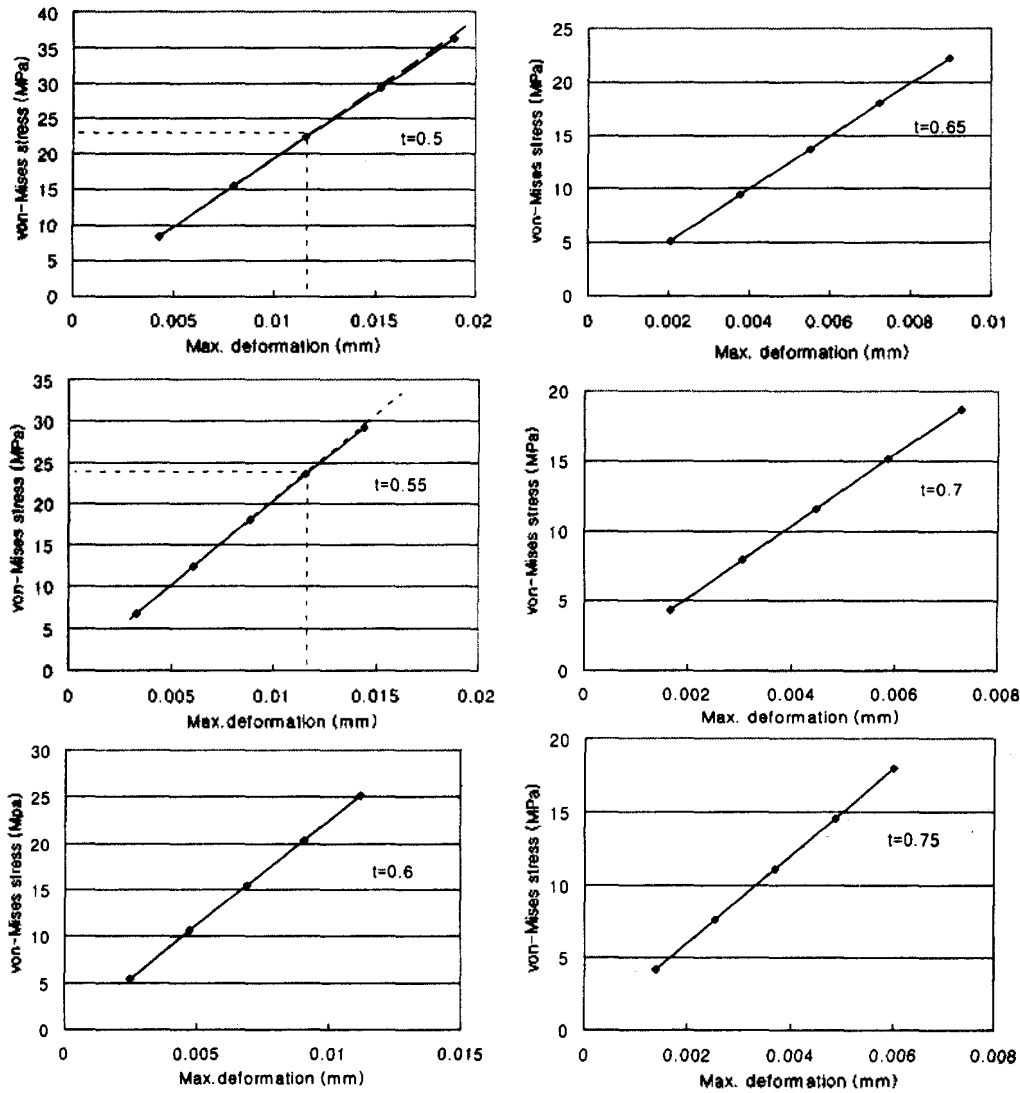 40
35
30
25
20
15
10
5
0
von-Mises stress (MPa)
t=0.5
0 0.005 0.01 0.015 0.02
Max. deformation (mm)
25
20
15
10
5
0
von-Mises stress (MPa)
t=0.65
0 0.002 0.004 0.006 0.008 0.01
Max. deformation (mm)
35
30
25
20
15
10
5
0
von-Mises stress (MPa)
t=0.55
0 0.005 0.01 0.015 0.02
Max.deformation (mm)
20
15
10
5
0
von-Mises stress (MPa)
t=0.7
0 0.002 0.004 0.006 0.008
Max. deformation (mm)
30
25
20
15
10
5
0
von-Mises stress (Mpa)
t=0.6
0 0.005 0.01 0.015
Max.deformation (mm)
20
15
10
5
0
von-Mises stress (MPa)
t=0.75
0 0.002 0.004 0.006 0.008
Max. deformation (mm)